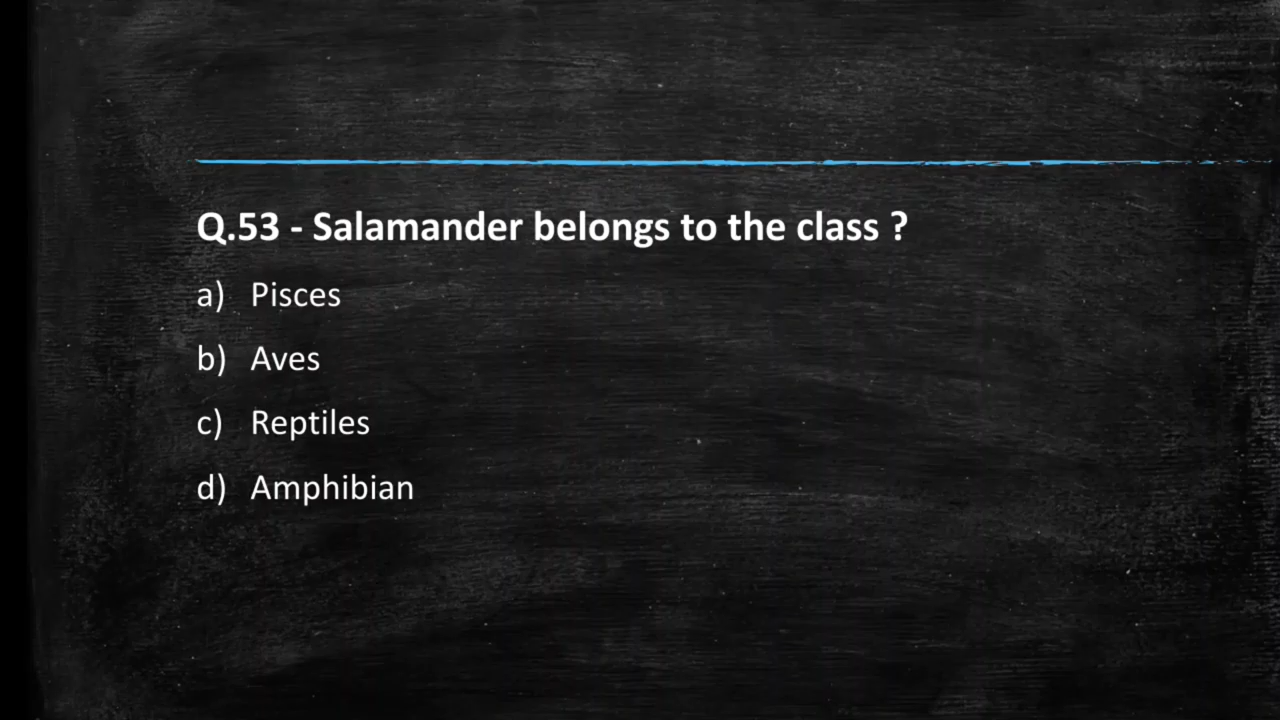 Q.53 - Salamander belongs to the class ?
a) Pisces
b) Aves
c) Reptiles
d) Amphibian